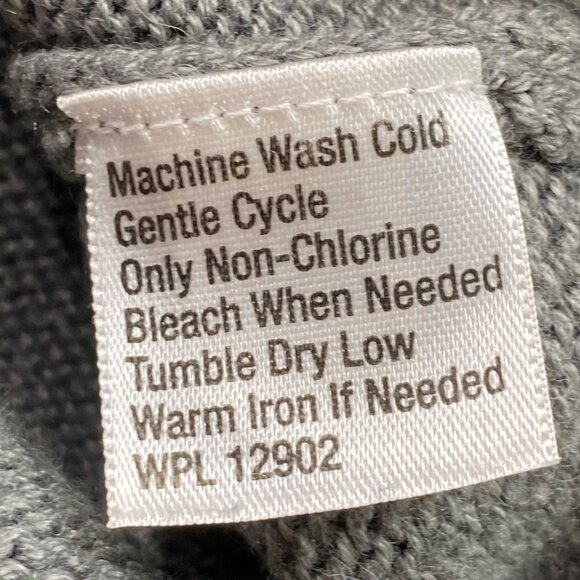 Machine Wash Cold
Gentle Cycle
Only Non-Chlorine
Bleach When Needed
Tumble Dry Low
Warm Iron If Needed
WPL 12902